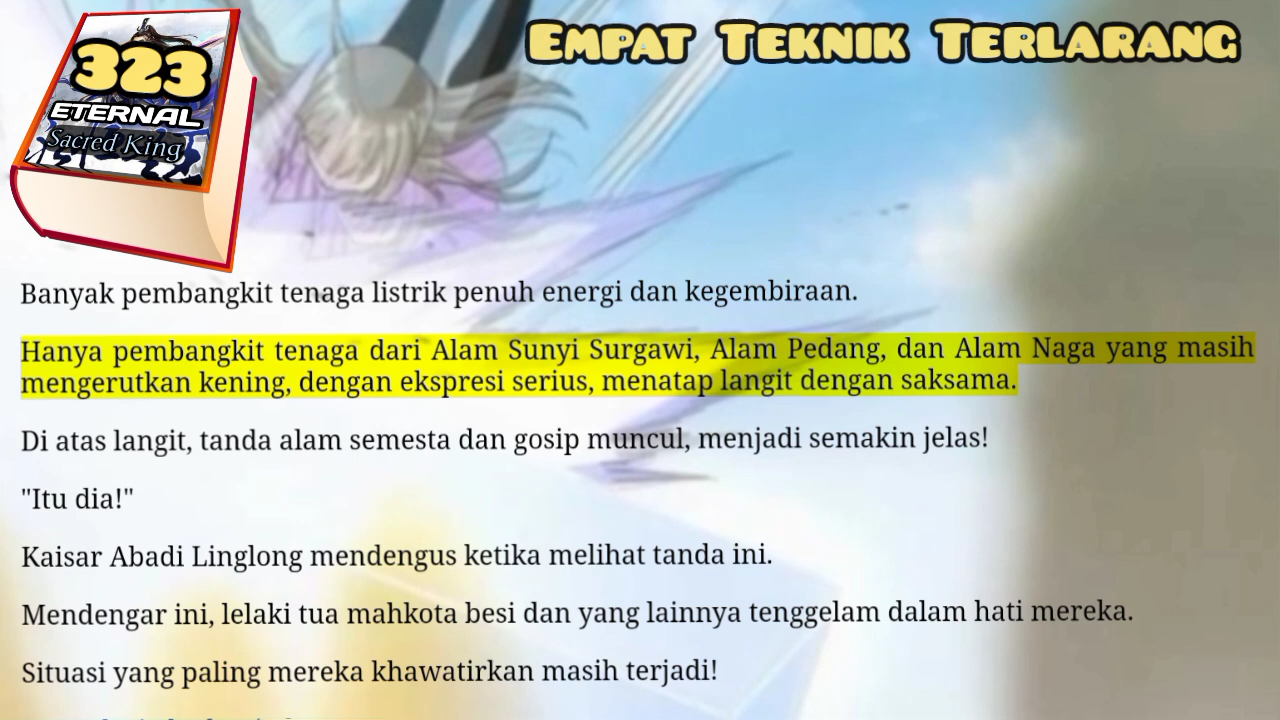 323
ETERNAL
Sacred King
Empat Teknik Terlarang
Banyak pembangkit tenaga listrik penuh energi dan kegembiraan.
Hanya pembangkit tenaga dari Alam Sunyi Surgawi, Alam Pedang, dan Alam Naga yang masih
mengerutkan kening, dengan ekspresi serius, menatap langit dengan saksama.
Di atas langit, tanda alam semesta dan gosip muncul, menjadi semakin jelas!
"Itu dia!"
Kaisar Abadi Linglong mendengus ketika melihat tanda ini.
Mendengar ini, lelaki tua mahkota besi dan yang lainnya tenggelam dalam hati mereka.
Situasi yang paling mereka khawatirkan masih terjadi!